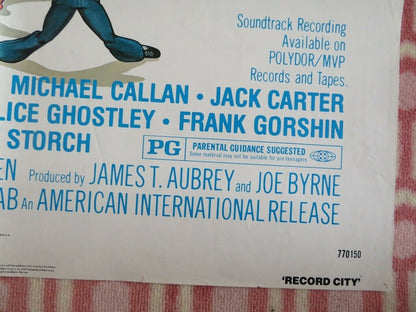 Soundtrack Recording
Available on
POLYDOR/MVP
Records and Tapes.
MICHAEL CALLAN • JACK CARTER
LICE GHOSTLEY • FRANK GORSHIN
STORCH
PG PARENTAL GUIDANCE SUGGESTED
Some material may not be suitable for pre-teenagers
EN Produced by JAMES T. AUBREY and JOE BYRNE
AB An AMERICAN INTERNATIONAL RELEASE
770150
'RECORD CITY'